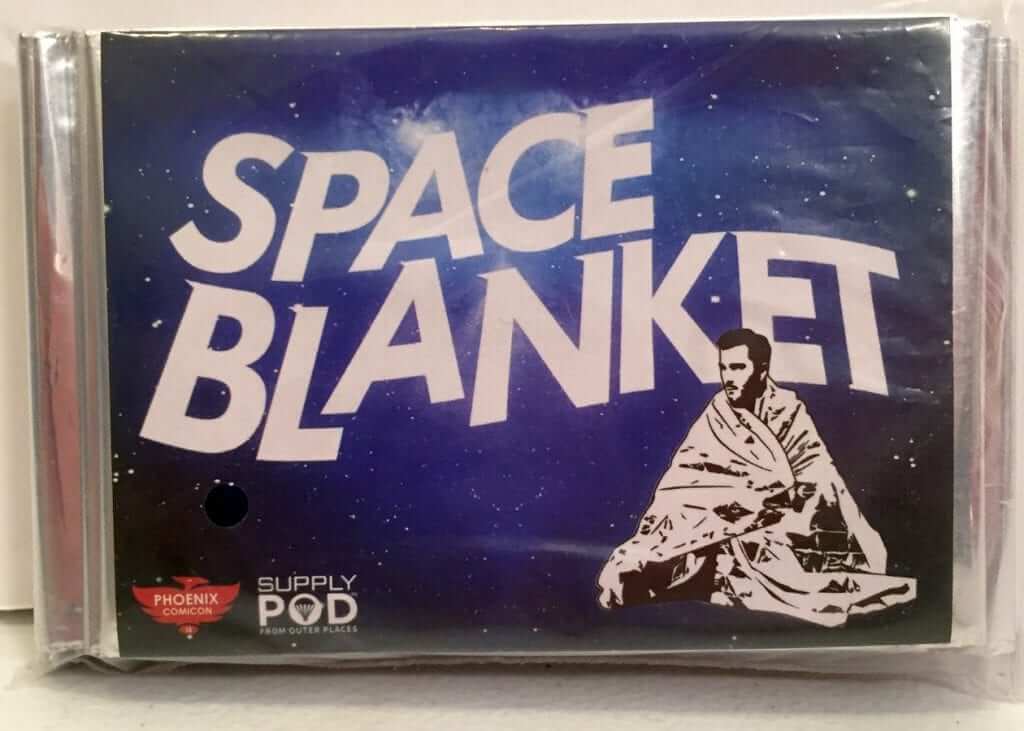 SPACE
BLANKET
PHOENIX
COMICON
SUPPLY
POD
FROM OUTER PLACES